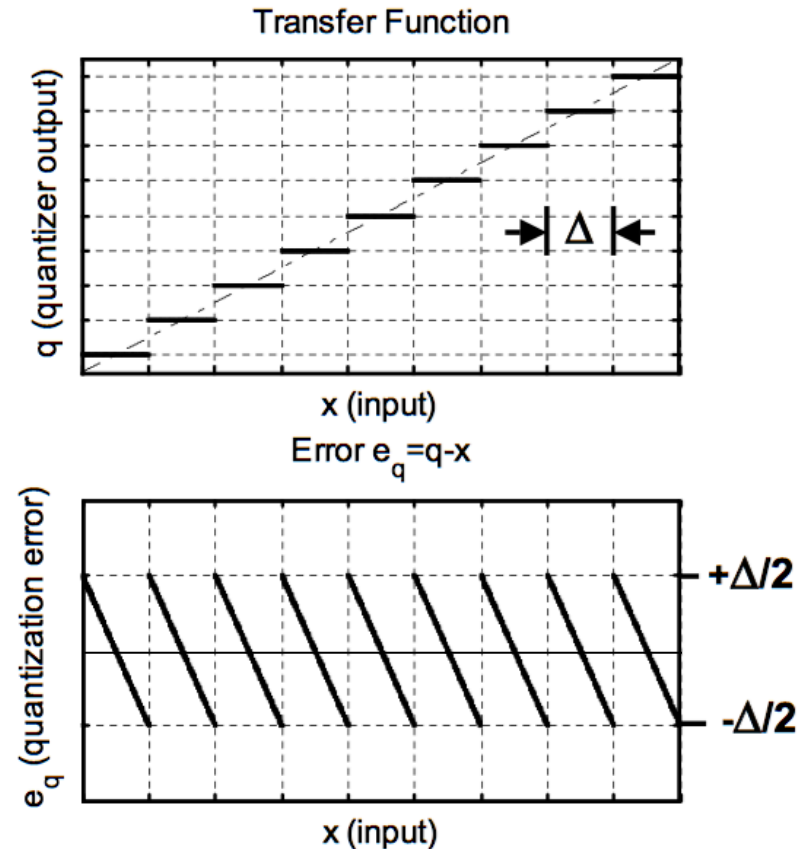 Transfer Function
q (quantizer output)
Δ
x (input)
Error e_q=q-x
e_q (quantization error)
+Δ/2
-Δ/2
x (input)